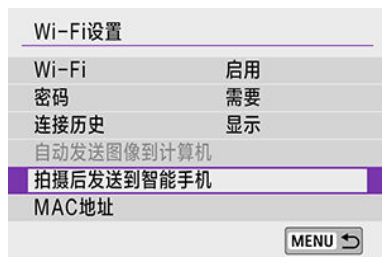 Wi-Fi设置
Wi-Fi 启用
密码 需要
连接历史 显示
自动发送图像到计算机
拍摄后发送到智能手机
MAC地址
MENU